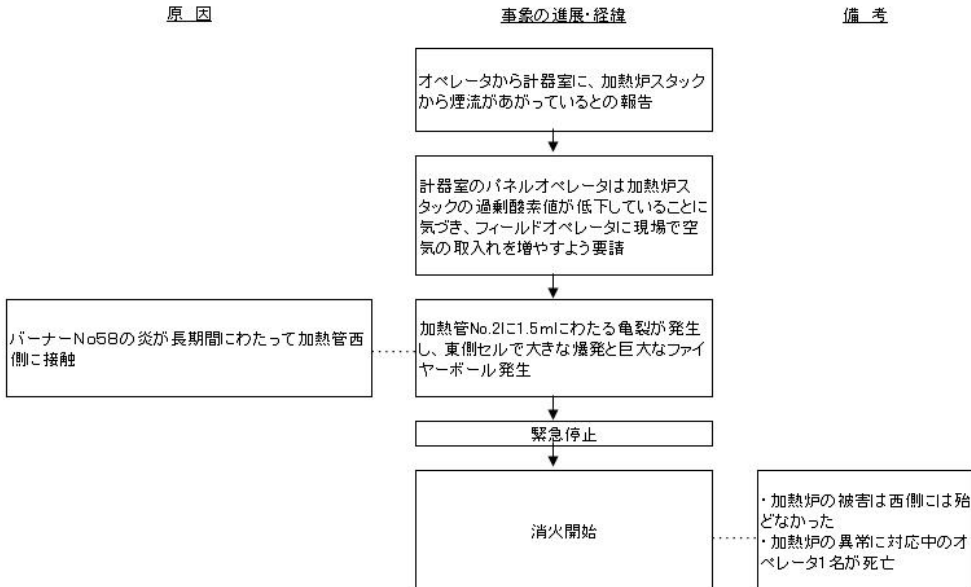 原 因
事象の進展・経緯
備 考
オペレータから計器室に、加熱炉スタック
から煙流があがっているとの報告
計器室のパネルオペレータは加熱炉ス
タックの過剰酸素値が低下していることに
気づき、フィールドオペレータに現場で空
気の取入れを増やすよう要請
バーナーNo58の炎が長期間にわたって加熱管西
側に接触
加熱管No.2に1.5mにわたる亀裂が発生
し、東側セルで大きな爆発と巨大なファイ
ヤーボール発生
緊急停止
消火開始
・加熱炉の被害は西側には殆
どなかった
・加熱炉の異常に対応中のオ
ペレータ1名が死亡